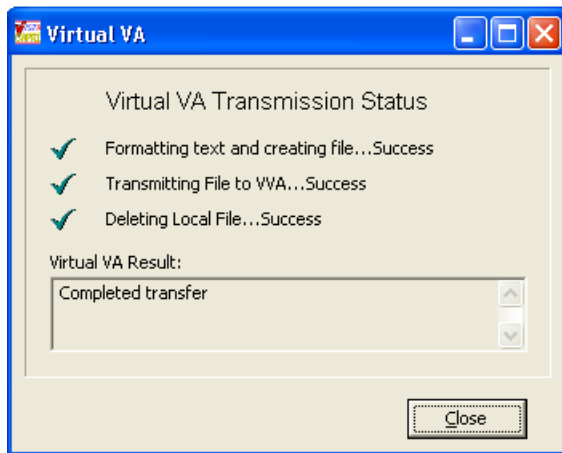 Virtual VA
Virtual VA Transmission Status
Formatting text and creating file...Success
Transmitting File to VVA...Success
Deleting Local File...Success
Virtual VA Result:
Completed transfer
Close